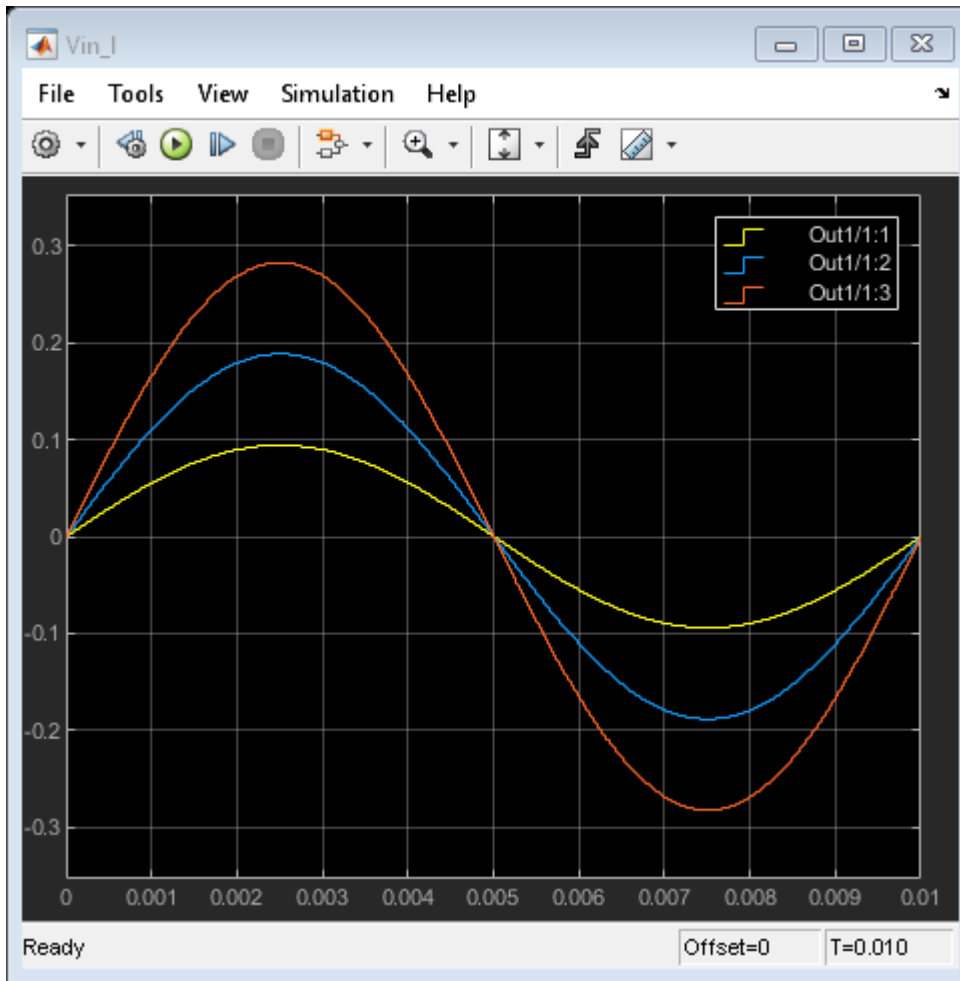 Vin_I
File Tools View Simulation Help
Out1/1:1
Out1/1:2
Out1/1:3
0.3
0.2
0.1
0
-0.1
-0.2
-0.3
0 0.001 0.002 0.003 0.004 0.005 0.006 0.007 0.008 0.009 0.01
Ready Offset=0 T=0.010